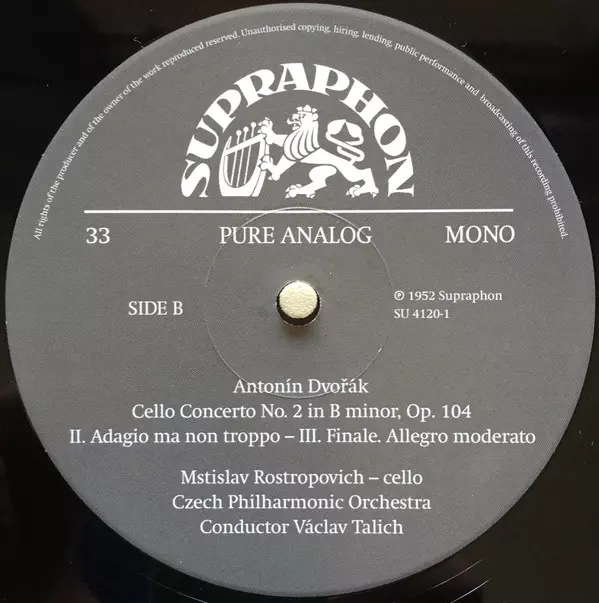 All rights of the producer and of the owner of the work reproduced reserved. Unauthorised copying, hiring, lending, public performance and broadcasting of this recording prohibited.
SUPRAPHON
33 PURE ANALOG MONO
SIDE B
℗ 1952 Supraphon
SU 4120-1
Antonín Dvořák
Cello Concerto No. 2 in B minor, Op. 104
II. Adagio ma non troppo – III. Finale. Allegro moderato
Mstislav Rostropovich – cello
Czech Philharmonic Orchestra
Conductor Václav Talich